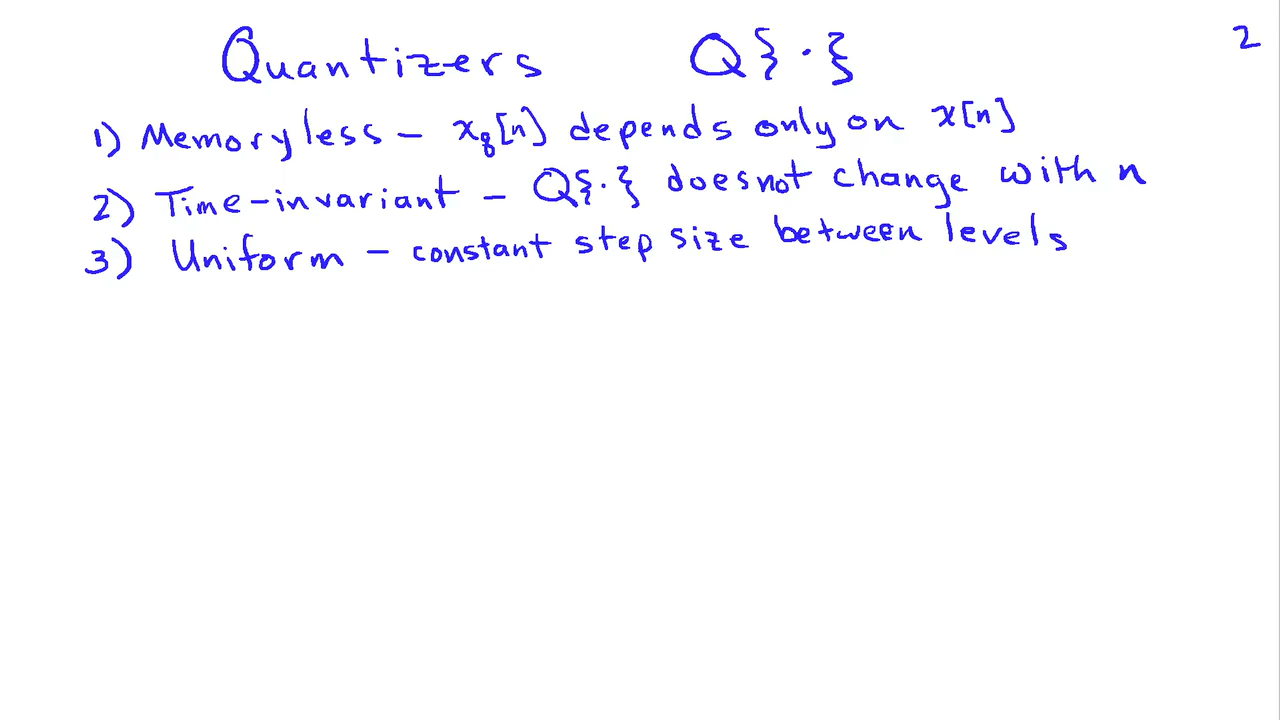 Quantizers Q{·} 2
1) Memoryless – x_q[n] depends only on x[n]
2) Time-invariant – Q{·} does not change with n
3) Uniform – constant step size between levels